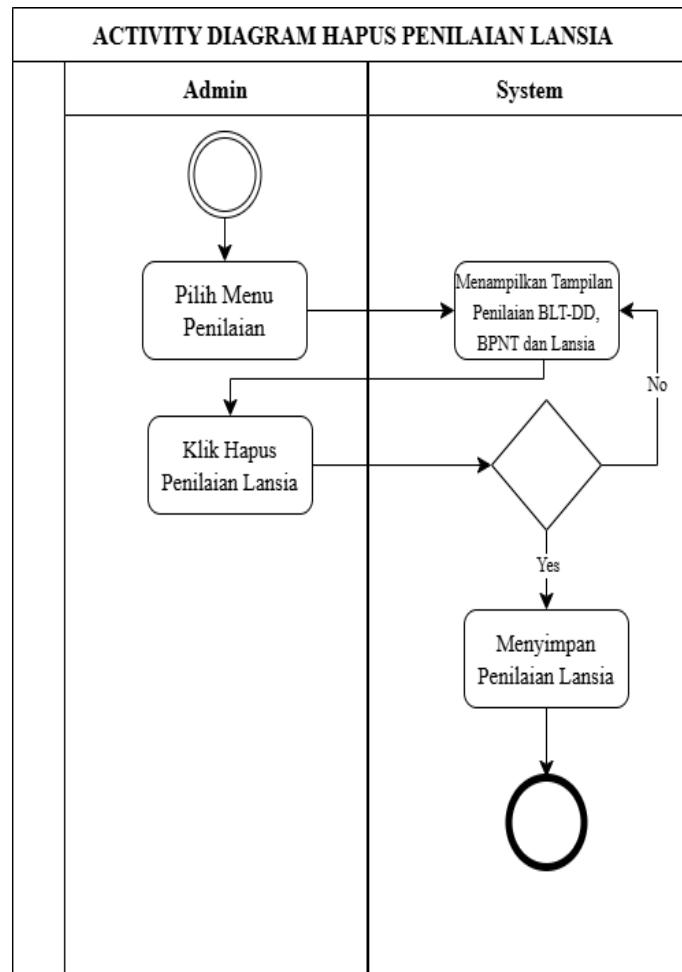 ACTIVITY DIAGRAM HAPUS PENILAIAN LANSIA
Admin
System
Pilih Menu
Penilaian
Menampilkan Tampilan
Penilaian BLT-DD,
BPNT dan Lansia
No
Klik Hapus
Penilaian Lansia
Yes
Menyimpan
Penilaian Lansia